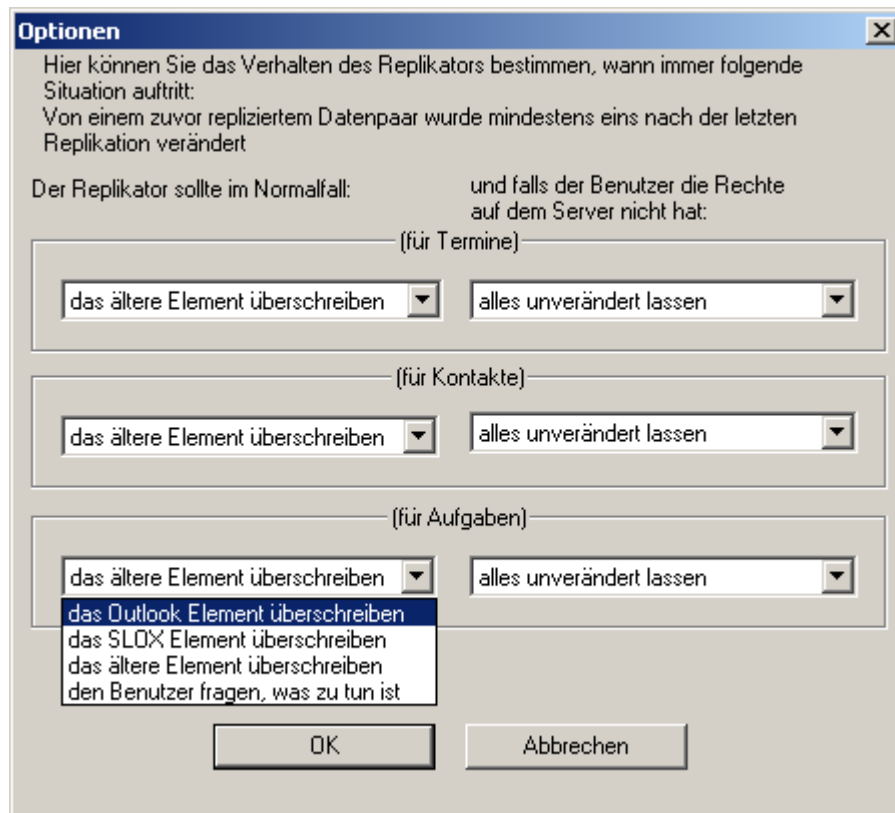 Optionen
Hier können Sie das Verhalten des Replikators bestimmen, wann immer folgende
Situation auftritt:
Von einem zuvor repliziertem Datenpaar wurde mindestens eins nach der letzten
Replikation verändert
Der Replikator sollte im Normalfall:
und falls der Benutzer die Rechte
auf dem Server nicht hat:
(für Termine)
das ältere Element überschreiben
alles unverändert lassen
(für Kontakte)
das ältere Element überschreiben
alles unverändert lassen
(für Aufgaben)
das ältere Element überschreiben
alles unverändert lassen
das Outlook Element überschreiben
das SLOX Element überschreiben
das ältere Element überschreiben
den Benutzer fragen, was zu tun ist
OK
Abbrechen